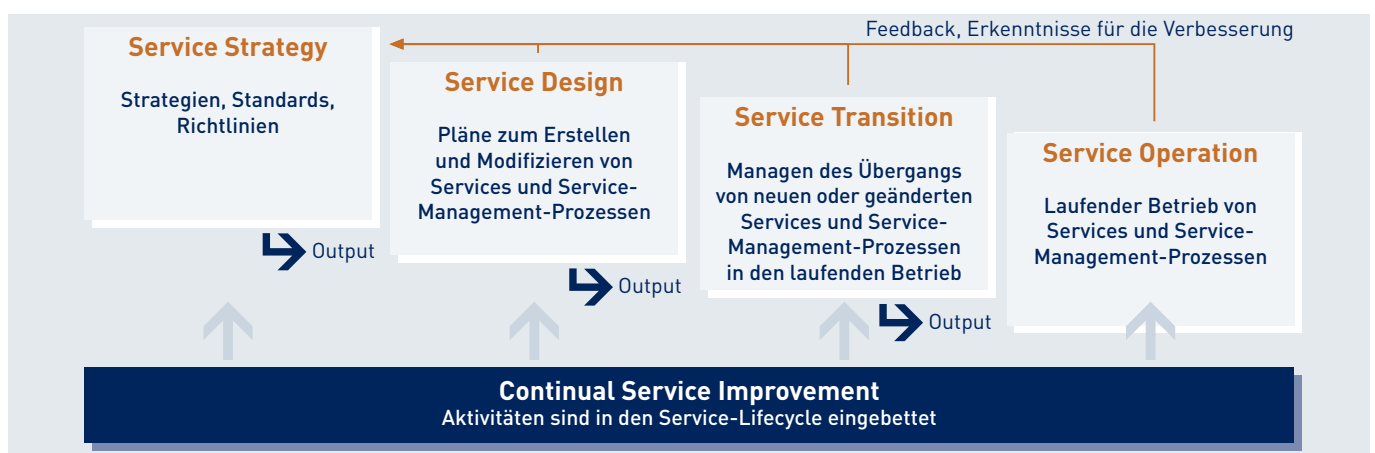 Feedback, Erkenntnisse für die Verbesserung
Service Strategy
Strategien, Standards,
Richtlinien
Output
Service Design
Pläne zum Erstellen
und Modifizieren von
Services und Service-
Management-Prozessen
Output
Service Transition
Managen des Übergangs
von neuen oder geänderten
Services und Service-
Management-Prozessen
in den laufenden Betrieb
Output
Service Operation
Laufender Betrieb von
Services und Service-
Management-Prozessen
Continual Service Improvement
Aktivitäten sind in den Service-Lifecycle eingebettet